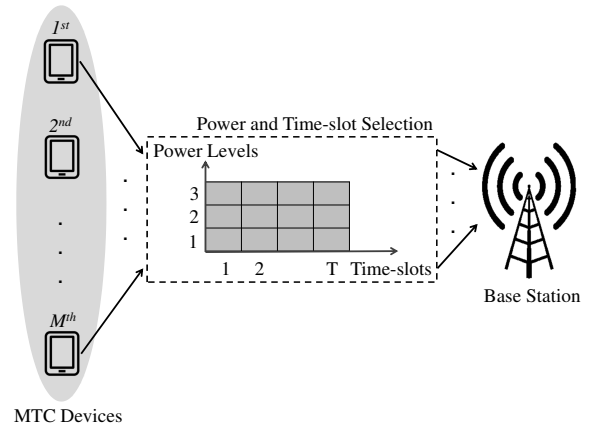 1st
2nd
Mth
MTC Devices
Power and Time-slot Selection
Power Levels
3
2
1
1 2 T Time-slots
Base Station